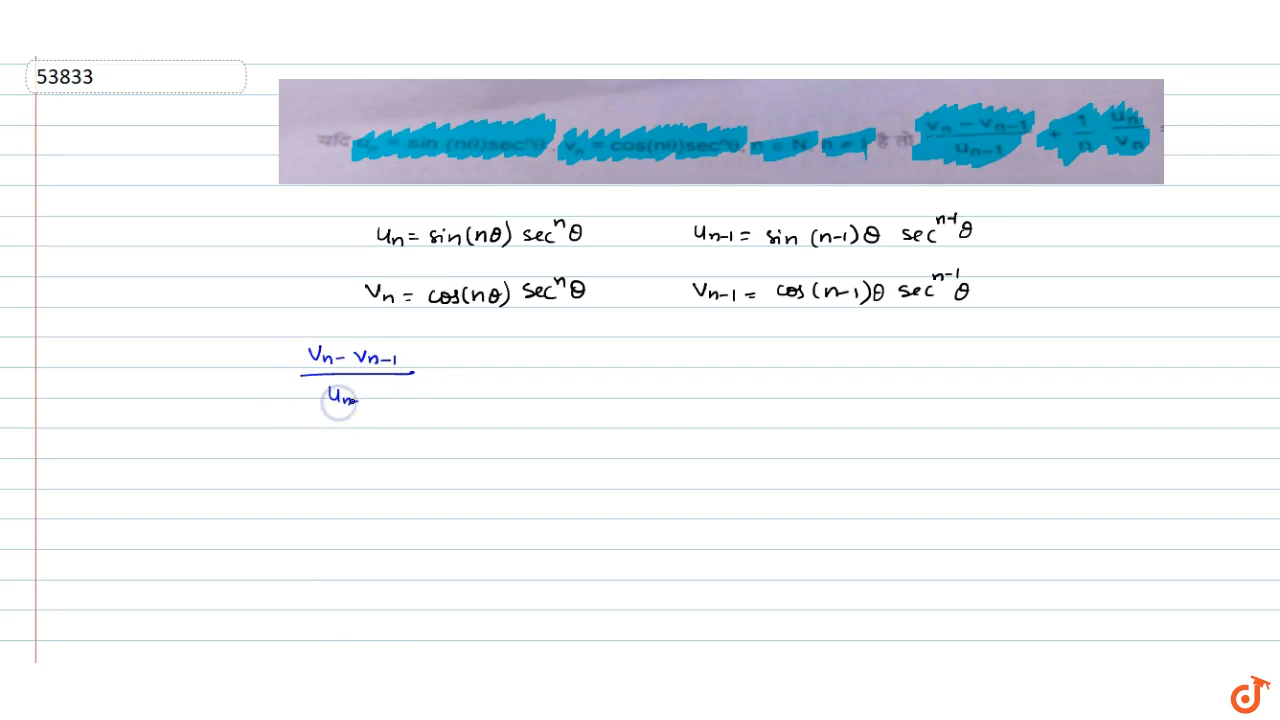 53833
यदि uₙ = sin (nθ)secⁿθ, vₙ = cos(nθ)secⁿθ, n ∈ N, n ≠ 1 है तो (vₙ − vₙ₋₁)/uₙ₋₁ + (1/n) (uₙ/vₙ) =
uₙ = sin(nθ) secⁿθ uₙ₋₁ = sin (n-1)θ secⁿ⁻¹θ
vₙ = cos(nθ) secⁿθ vₙ₋₁ = cos(n-1)θ secⁿ⁻¹θ
vₙ - vₙ₋₁
uₙ